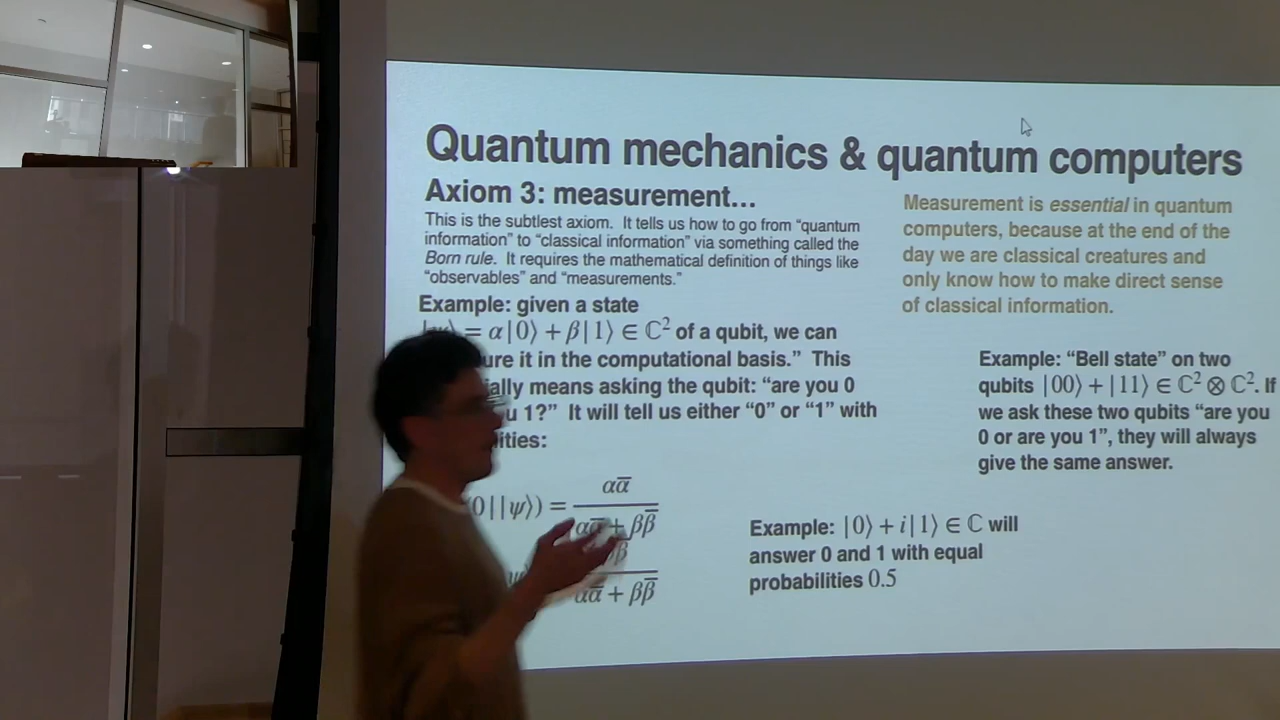 Quantum mechanics & quantum computers
Axiom 3: measurement...
This is the subtlest axiom. It tells us how to go from “quantum
information” to “classical information” via something called the
Born rule. It requires the mathematical definition of things like
“observables” and “measurements.”
Example: given a state
= α|0⟩ + β|1⟩ ∈ ℂ² of a qubit, we can
it in the computational basis.” This
means asking the qubit: “are you 0
1?” It will tell us either “0” or “1” with
0||ψ⟩) = αᾱ
αᾱ + ββ̄
αᾱ + ββ̄
Measurement is essential in quantum
computers, because at the end of the
day we are classical creatures and
only know how to make direct sense
of classical information.
Example: “Bell state” on two
qubits |00⟩ + |11⟩ ∈ ℂ² ⊗ ℂ². If
we ask these two qubits “are you
0 or are you 1”, they will always
give the same answer.
Example: |0⟩ + i|1⟩ ∈ ℂ will
answer 0 and 1 with equal
probabilities 0.5